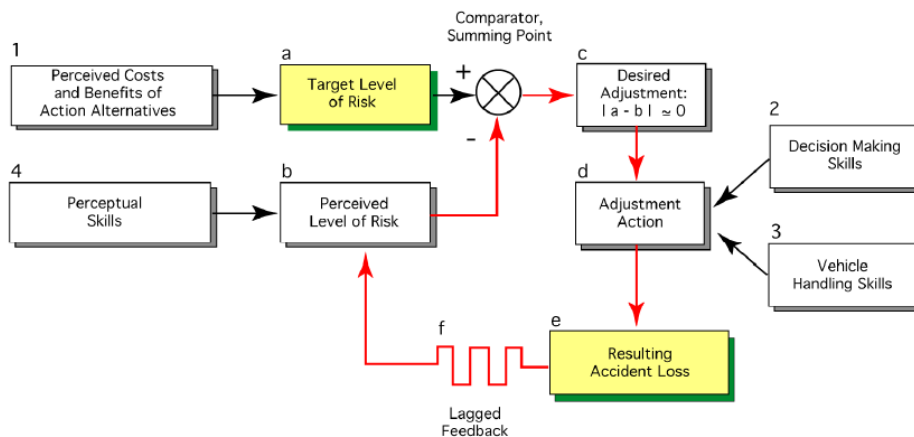 Comparator,
Summing Point
1
Perceived Costs
and Benefits of
Action Alternatives
a
Target Level
of Risk
+
-
c
Desired
Adjustment:
| a - b | ≃ 0
2
Decision Making
Skills
4
Perceptual
Skills
b
Perceived
Level of Risk
d
Adjustment
Action
3
Vehicle
Handling Skills
f
Lagged
Feedback
e
Resulting
Accident Loss